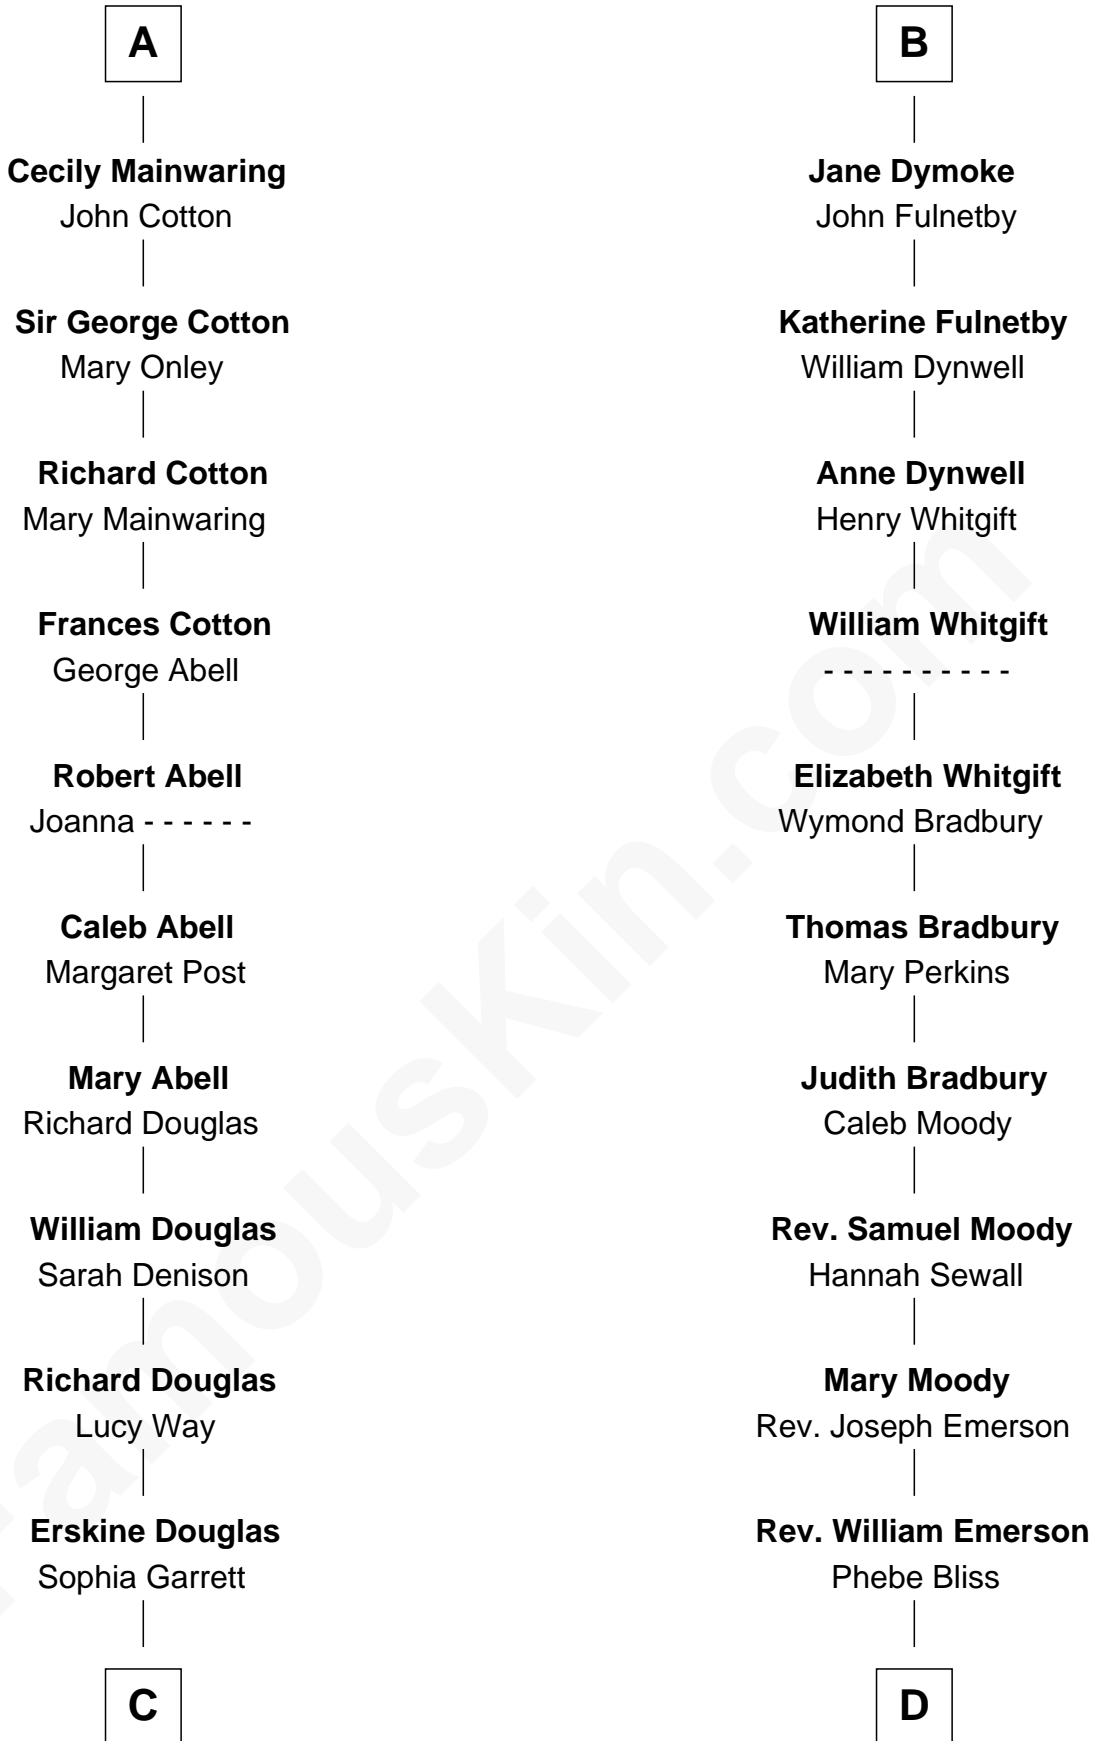 A
Cecily Mainwaring
John Cotton
Sir George Cotton
Mary Onley
Richard Cotton
Mary Mainwaring
Frances Cotton
George Abell
Robert Abell
Joanna - - - - - -
Caleb Abell
Margaret Post
Mary Abell
Richard Douglas
William Douglas
Sarah Denison
Richard Douglas
Lucy Way
Erskine Douglas
Sophia Garrett
C
B
Jane Dymoke
John Fulnetby
Katherine Fulnetby
William Dynwell
Anne Dynwell
Henry Whitgift
William Whitgift
- - - - - - - - - -
Elizabeth Whitgift
Wymond Bradbury
Thomas Bradbury
Mary Perkins
Judith Bradbury
Caleb Moody
Rev. Samuel Moody
Hannah Sewall
Mary Moody
Rev. Joseph Emerson
Rev. William Emerson
Phebe Bliss
D
FamousKin.com